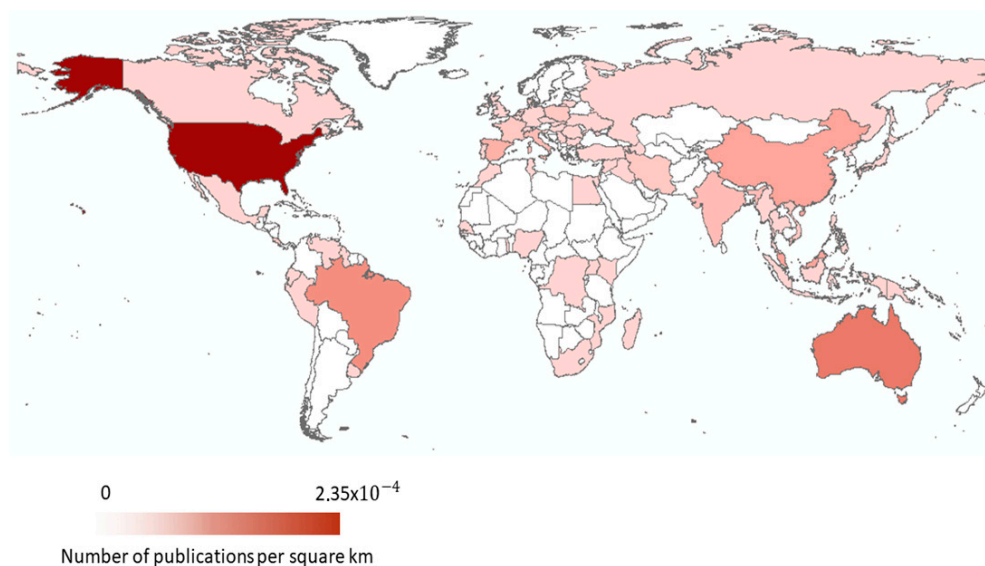 0 2.35x10⁻⁴
Number of publications per square km